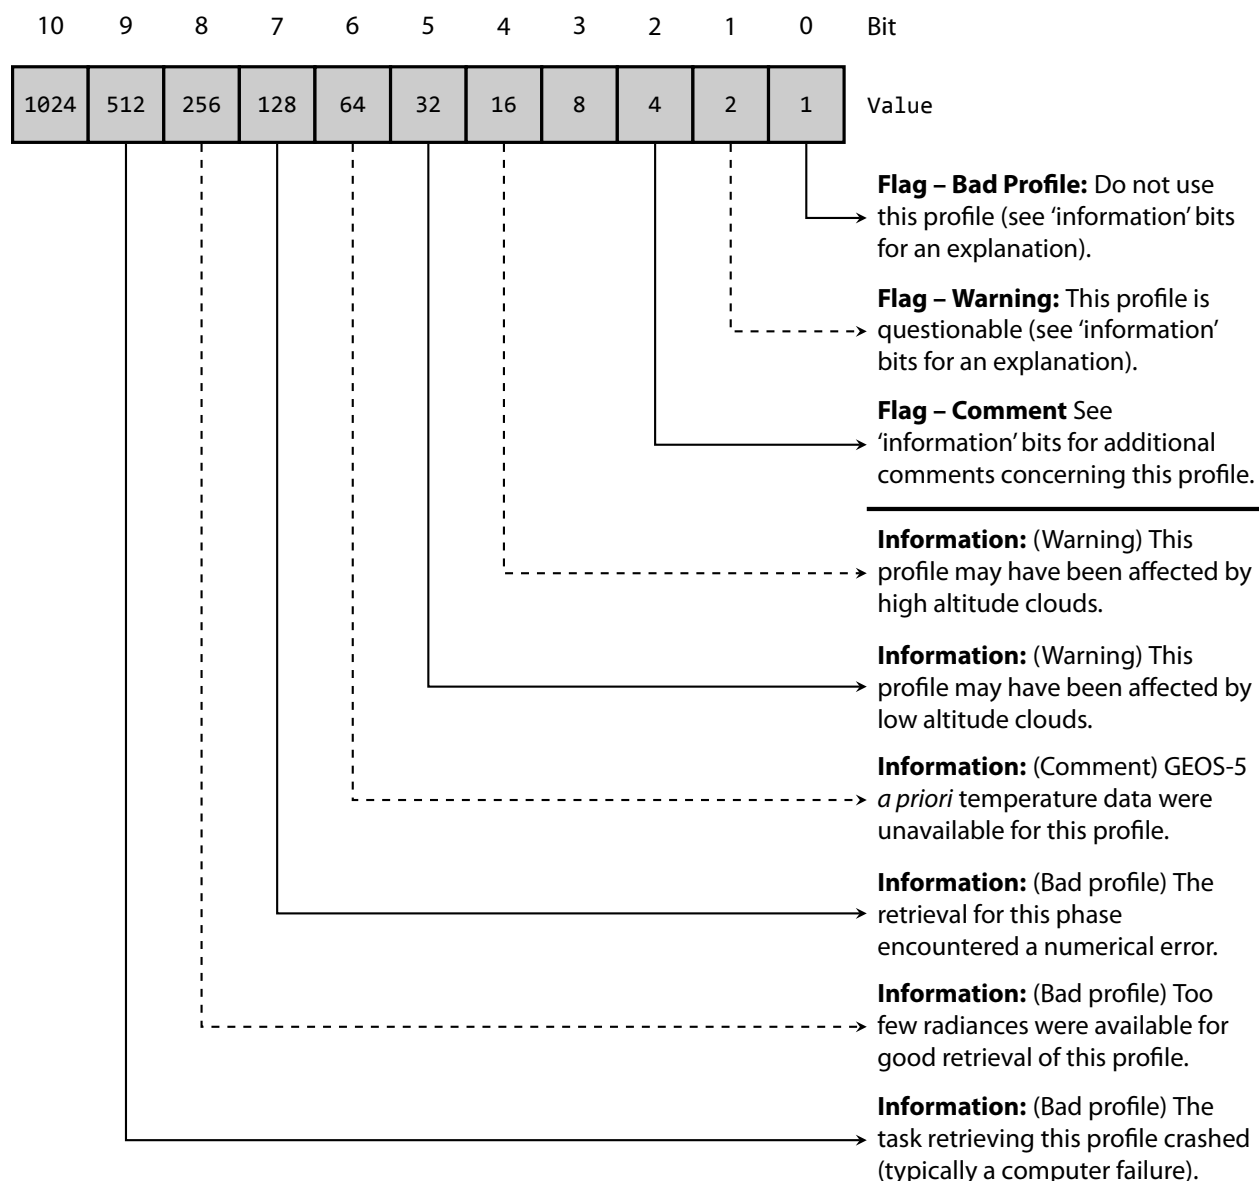 10 9 8 7 6 5 4 3 2 1 0 Bit
1024 512 256 128 64 32 16 8 4 2 1 Value
Flag – Bad Profile: Do not use
this profile (see ‘information’ bits
for an explanation).
Flag – Warning: This profile is
questionable (see ‘information’
bits for an explanation).
Flag – Comment See
‘information’ bits for additional
comments concerning this profile.
Information: (Warning) This
profile may have been affected by
high altitude clouds.
Information: (Warning) This
profile may have been affected by
low altitude clouds.
Information: (Comment) GEOS-5
a priori temperature data were
unavailable for this profile.
Information: (Bad profile) The
retrieval for this phase
encountered a numerical error.
Information: (Bad profile) Too
few radiances were available for
good retrieval of this profile.
Information: (Bad profile) The
task retrieving this profile crashed
(typically a computer failure).